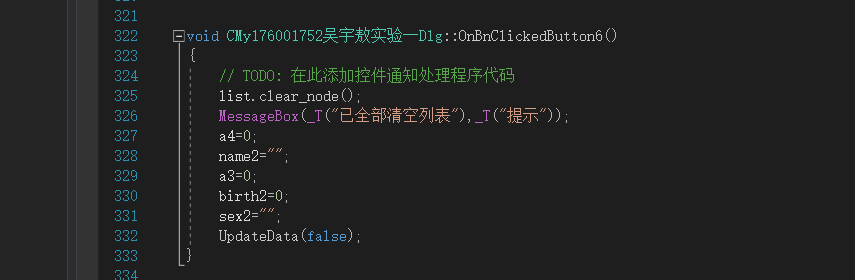 321
322 void CMy176001752吴宇敖实验一Dlg::OnBnClickedButton6()
323 {
324 // TODO: 在此添加控件通知处理程序代码
325 list.clear_node();
326 MessageBox(_T("已全部清空列表"),_T("提示"));
327 a4=0;
328 name2="";
329 a3=0;
330 birth2=0;
331 sex2="";
332 UpdateData(false);
333 }
334